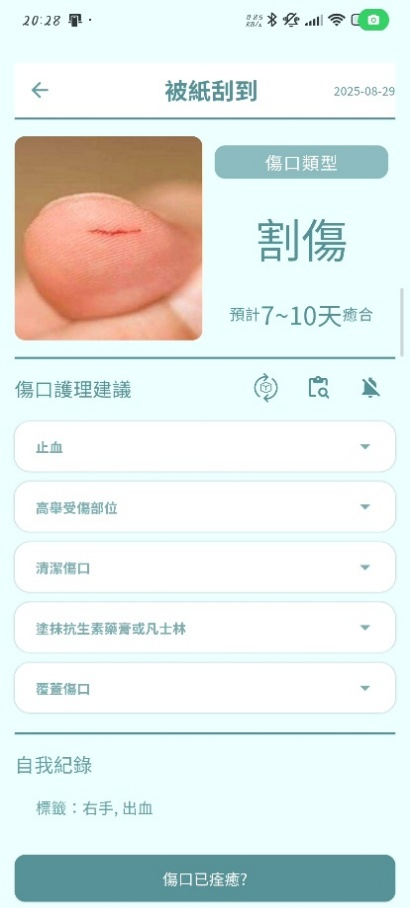 20:28
0.85
KB/s
被紙刮到
2025-08-29
傷口類型
割傷
預計7~10天癒合
傷口護理建議
止血
高舉受傷部位
清潔傷口
塗抹抗生素藥膏或凡士林
覆蓋傷口
自我紀錄
標籤：右手, 出血
傷口已痊癒?